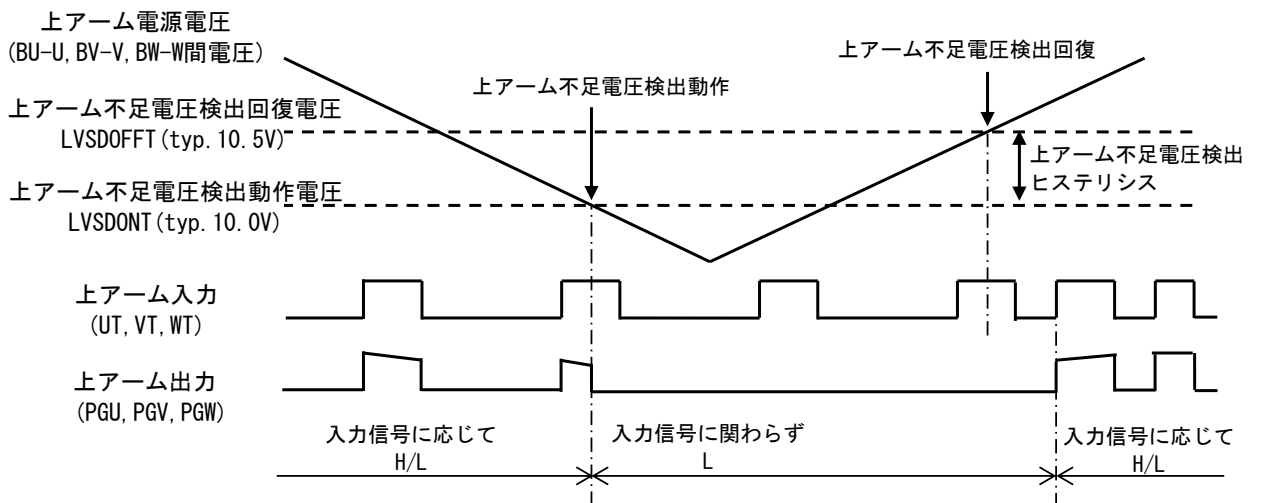 上アーム電源電圧
(BU-U, BV-V, BW-W間電圧)
上アーム不足電圧検出回復
上アーム不足電圧検出動作
上アーム不足電圧検出回復電圧
LVSDOFFT(typ.10.5V)
上アーム不足電圧検出
ヒステリシス
上アーム不足電圧検出動作電圧
LVSDONT(typ.10.0V)
上アーム入力
(UT, VT, WT)
上アーム出力
(PGU, PGV, PGW)
入力信号に応じて
H/L
入力信号に関わらず
L
入力信号に応じて
H/L